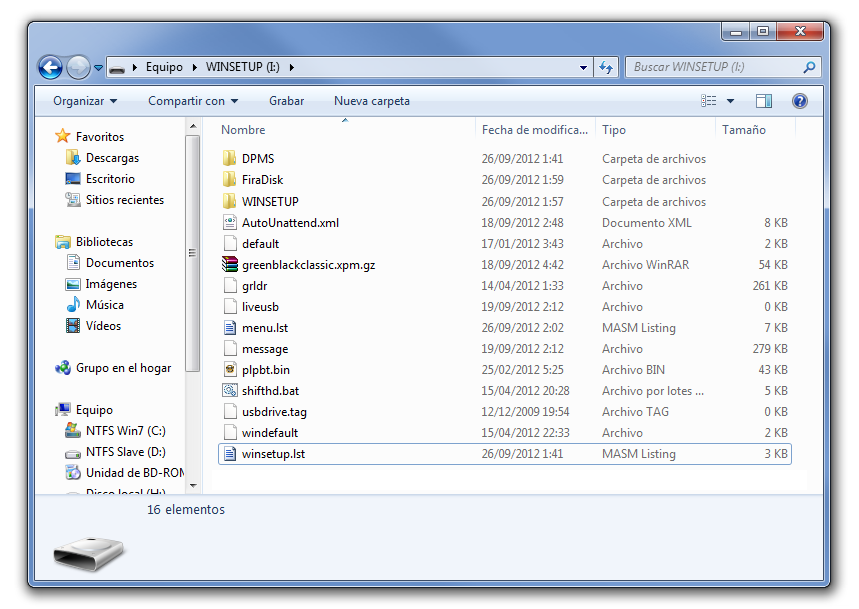 Equipo WINSETUP (I:)
Buscar WINSETUP (I:)
Organizar Compartir con Grabar Nueva carpeta
Favoritos
Descargas
Escritorio
Sitios recientes
Bibliotecas
Documentos
Imágenes
Música
Vídeos
Grupo en el hogar
Equipo
NTFS Win7 (C:)
NTFS Slave (D:)
Unidad de BD-ROM
Disco local (H:)
Nombre Fecha de modifica... Tipo Tamaño
DPMS 26/09/2012 1:41 Carpeta de archivos
FiraDisk 26/09/2012 1:59 Carpeta de archivos
WINSETUP 26/09/2012 1:57 Carpeta de archivos
AutoUnattend.xml 18/09/2012 2:48 Documento XML 8 KB
default 17/01/2012 3:43 Archivo 2 KB
greenblackclassic.xpm.gz 18/09/2012 4:42 Archivo WinRAR 54 KB
grldr 14/04/2012 1:33 Archivo 261 KB
liveusb 19/09/2012 2:12 Archivo 0 KB
menu.lst 26/09/2012 2:02 MASM Listing 7 KB
message 19/09/2012 2:12 Archivo 279 KB
plpbt.bin 25/02/2012 5:25 Archivo BIN 43 KB
shifthd.bat 15/04/2012 20:28 Archivo por lotes ... 5 KB
usbdrive.tag 12/12/2009 19:54 Archivo TAG 0 KB
windefault 15/04/2012 22:33 Archivo 2 KB
winsetup.lst 26/09/2012 1:41 MASM Listing 3 KB
16 elementos